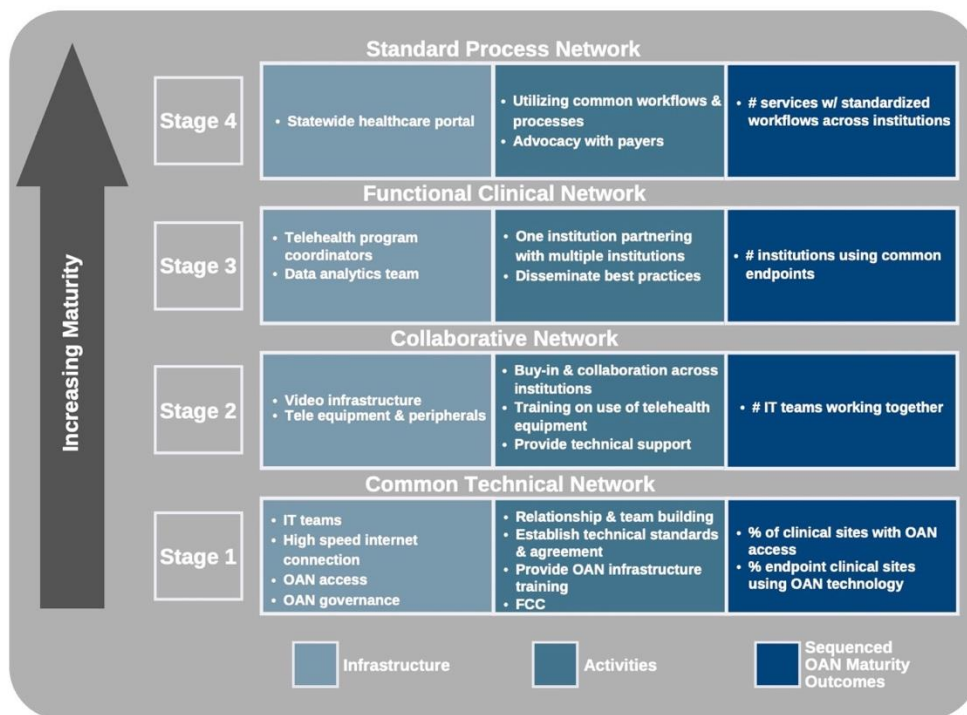 Standard Process Network
Stage 4
• Statewide healthcare portal
• Utilizing common workflows &
processes
• Advocacy with payers
• # services w/ standardized
workflows across institutions
Functional Clinical Network
Stage 3
• Telehealth program
coordinators
• Data analytics team
• One institution partnering
with multiple institutions
• Disseminate best practices
• # institutions using common
endpoints
Collaborative Network
Stage 2
• Video infrastructure
• Tele equipment & peripherals
• Buy-in & collaboration across
institutions
• Training on use of telehealth
equipment
• Provide technical support
• # IT teams working together
Common Technical Network
Stage 1
• IT teams
• High speed internet
connection
• OAN access
• OAN governance
• Relationship & team building
• Establish technical standards
& agreement
• Provide OAN infrastructure
training
• FCC
• % of clinical sites with OAN
access
• % endpoint clinical sites
using OAN technology
Increasing Maturity
Infrastructure
Activities
Sequenced
OAN Maturity
Outcomes